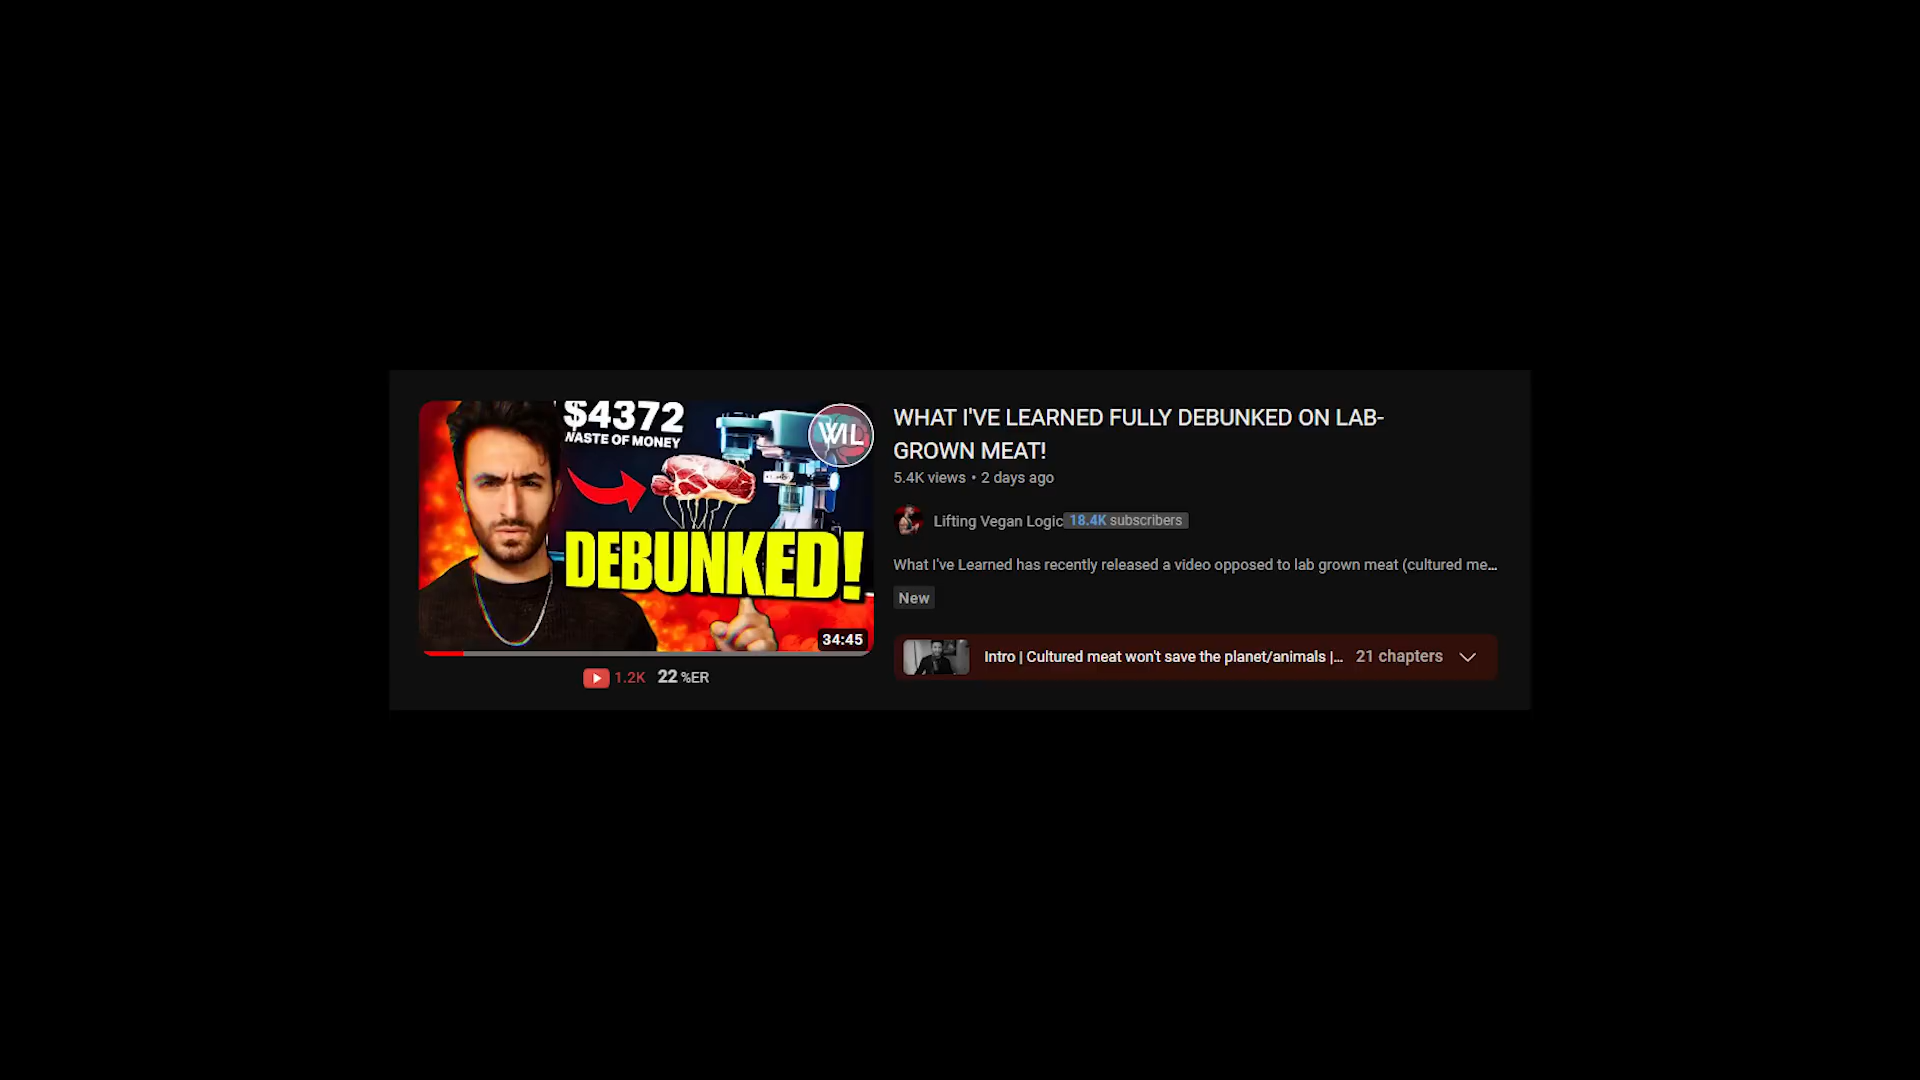 $4372
WASTE OF MONEY
WIL
DEBUNKED!
34:45
1.2K 22 %ER
WHAT I'VE LEARNED FULLY DEBUNKED ON LAB-
GROWN MEAT!
5.4K views • 2 days ago
Lifting Vegan Logic 18.4K subscribers
What I've Learned has recently released a video opposed to lab grown meat (cultured me...
New
Intro | Cultured meat won't save the planet/animals |... 21 chapters